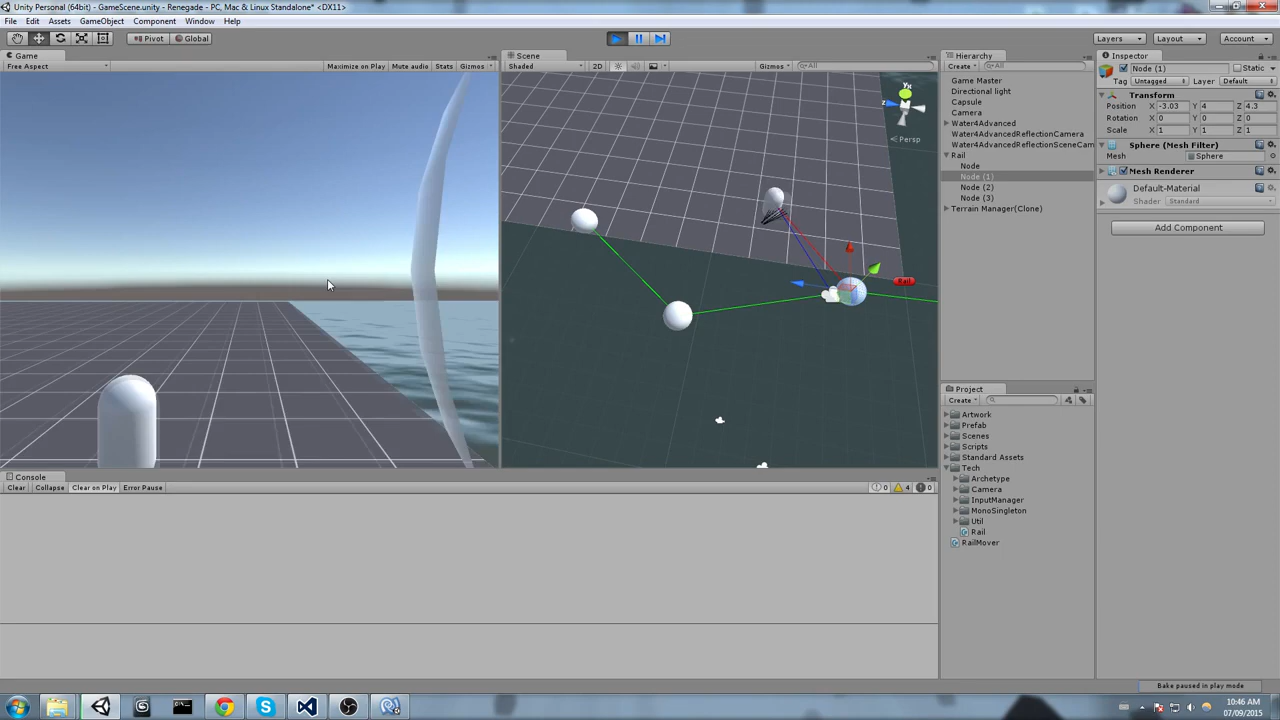 Unity Personal (64bit) - GameScene.unity - Renegade - PC, Mac & Linux Standalone* <DX11>
File Edit Assets GameObject Component Window Help
Pivot Global Layers Layout Account
Game
Free Aspect Maximize on Play Mute audio Stats Gizmos
Scene
Shaded 2D Gizmos All
Hierarchy
Create All
Game Master
Directional light
Capsule
Camera
Water4Advanced
Water4AdvancedReflectionCamera
Water4AdvancedReflectionSceneCam
Rail
Node
Node (1)
Node (2)
Node (3)
Terrain Manager(Clone)
Inspector
Node (1) Static
Tag Untagged Layer Default
Transform
Position X -3.03 Y 4 Z 4.3
Rotation X 0 Y 0 Z 0
Scale X 1 Y 1 Z 1
Sphere (Mesh Filter)
Mesh Sphere
Mesh Renderer
Default-Material
Shader Standard
Add Component
y x
z
Persp
Rail
Project
Create
Artwork
Prefab
Scenes
Scripts
Standard Assets
Tech
Archetype
Camera
InputManager
MonoSingleton
Util
Rail
RailMover
Console
Clear Collapse Clear on Play Error Pause 0 4 0
Bake paused in play mode
10:46 AM
07/09/2015